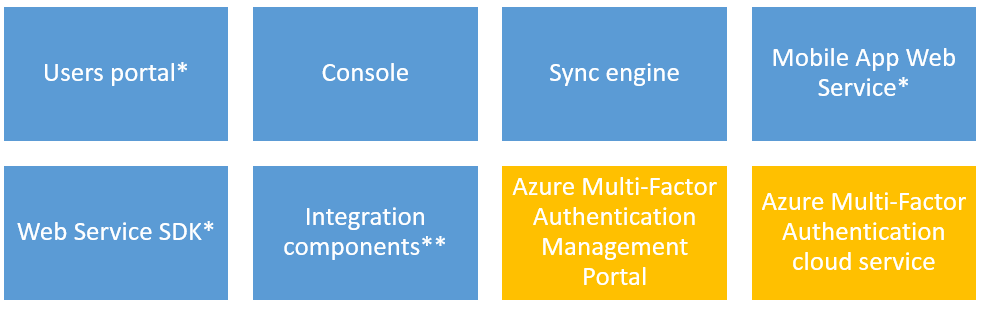 Users portal*
Console
Sync engine
Mobile App Web
Service*
Web Service SDK*
Integration
components**
Azure Multi-Factor
Authentication
Management
Portal
Azure Multi-Factor
Authentication
cloud service